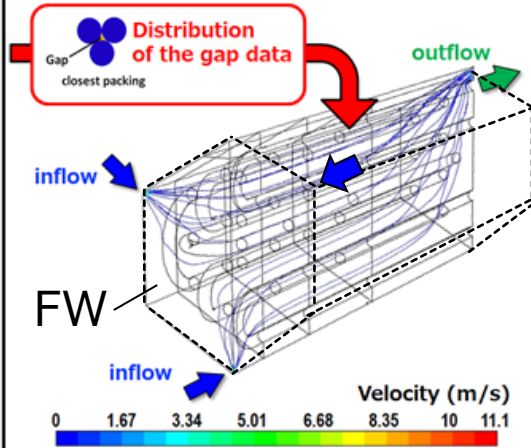 Distribution
of the gap data
Gap
closest packing
outflow
inflow
FW
inflow
Velocity (m/s)
0 1.67 3.34 5.01 6.68 8.35 10 11.1